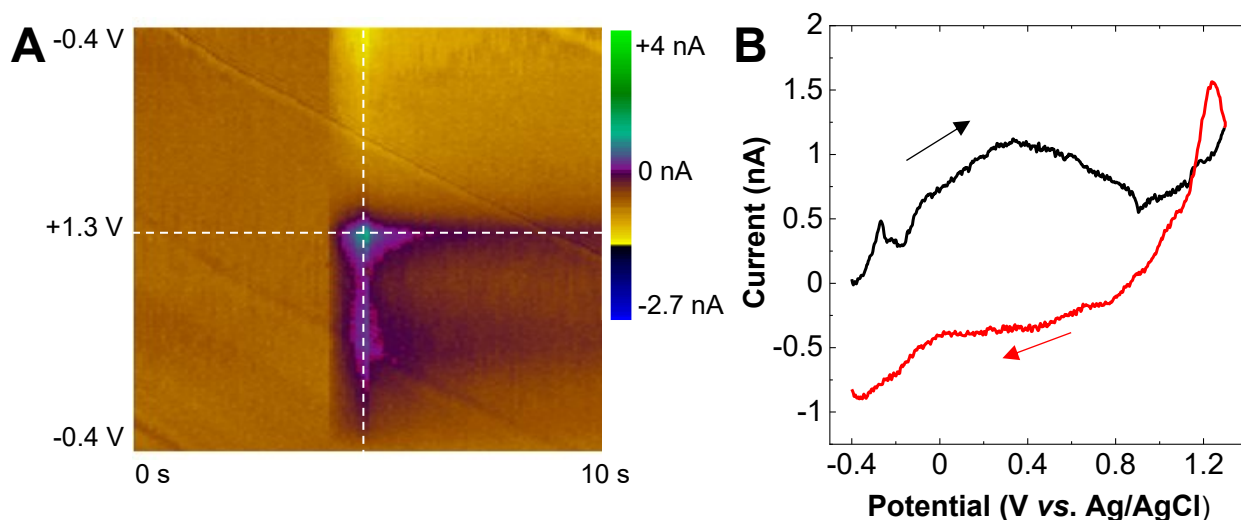 A
-0.4 V
+1.3 V
-0.4 V
0 s
10 s
+4 nA
0 nA
-2.7 nA
B
Current (nA)
2
1.5
1
0.5
0
-0.5
-1
-0.4
0
0.4
0.8
1.2
Potential (V vs. Ag/AgCl)